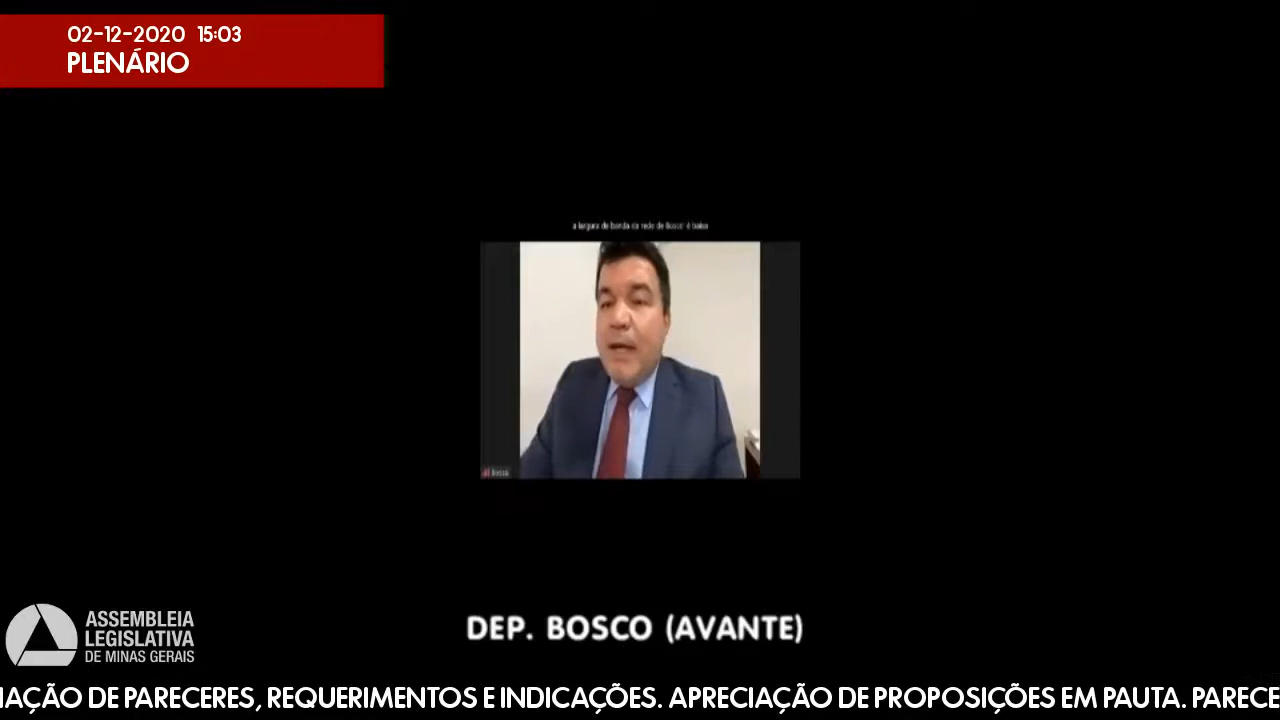 02-12-2020 15:03
PLENÁRIO
a largura de banda da rede de Bosco é baixa
Bosco
DEP. BOSCO (AVANTE)
ASSEMBLEIA
LEGISLATIVA
DE MINAS GERAIS
IAÇÃO DE PARECERES, REQUERIMENTOS E INDICAÇÕES. APRECIAÇÃO DE PROPOSIÇÕES EM PAUTA. PARECE